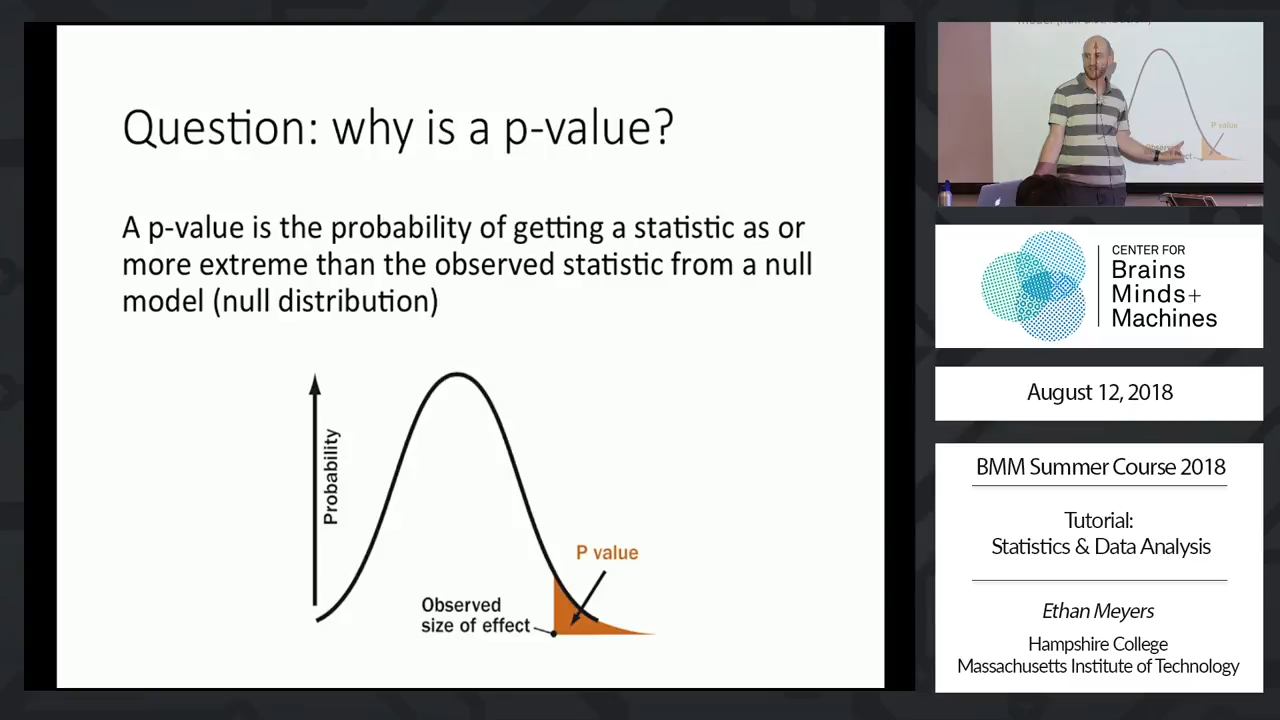 Question: why is a p-value?
A p-value is the probability of getting a statistic as or
more extreme than the observed statistic from a null
model (null distribution)
Probability
P value
Observed
size of effect
P value
CENTER FOR
Brains
Minds+
Machines
August 12, 2018
BMM Summer Course 2018
Tutorial:
Statistics & Data Analysis
Ethan Meyers
Hampshire College
Massachusetts Institute of Technology